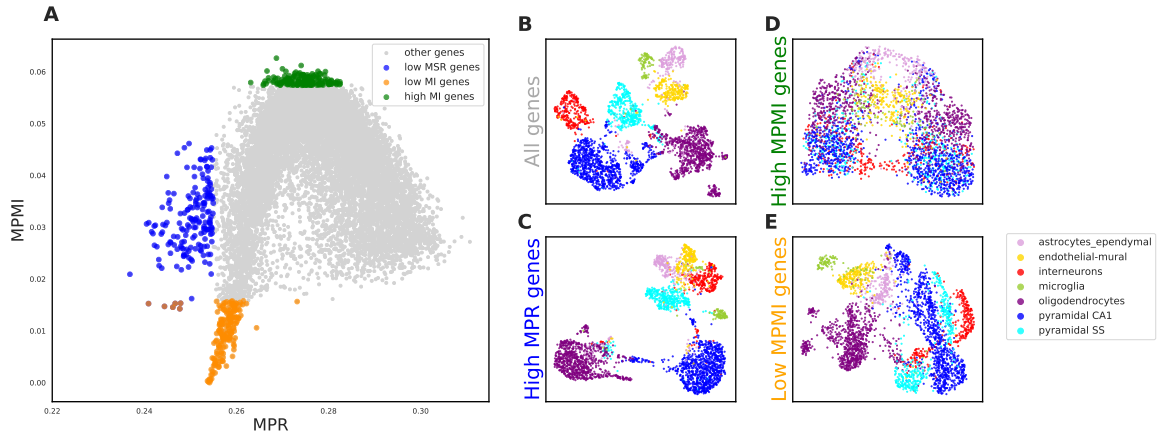 A
MPMI
0.06
0.05
0.04
0.03
0.02
0.01
0.00
0.22
0.24
0.26
0.28
0.30
MPR
other genes
low MSR genes
low MI genes
high MI genes
B
All genes
C
High MPR genes
D
High MPMI genes
E
Low MPMI genes
astrocytes_ependymal
endothelial-mural
interneurons
microglia
oligodendrocytes
pyramidal CA1
pyramidal SS